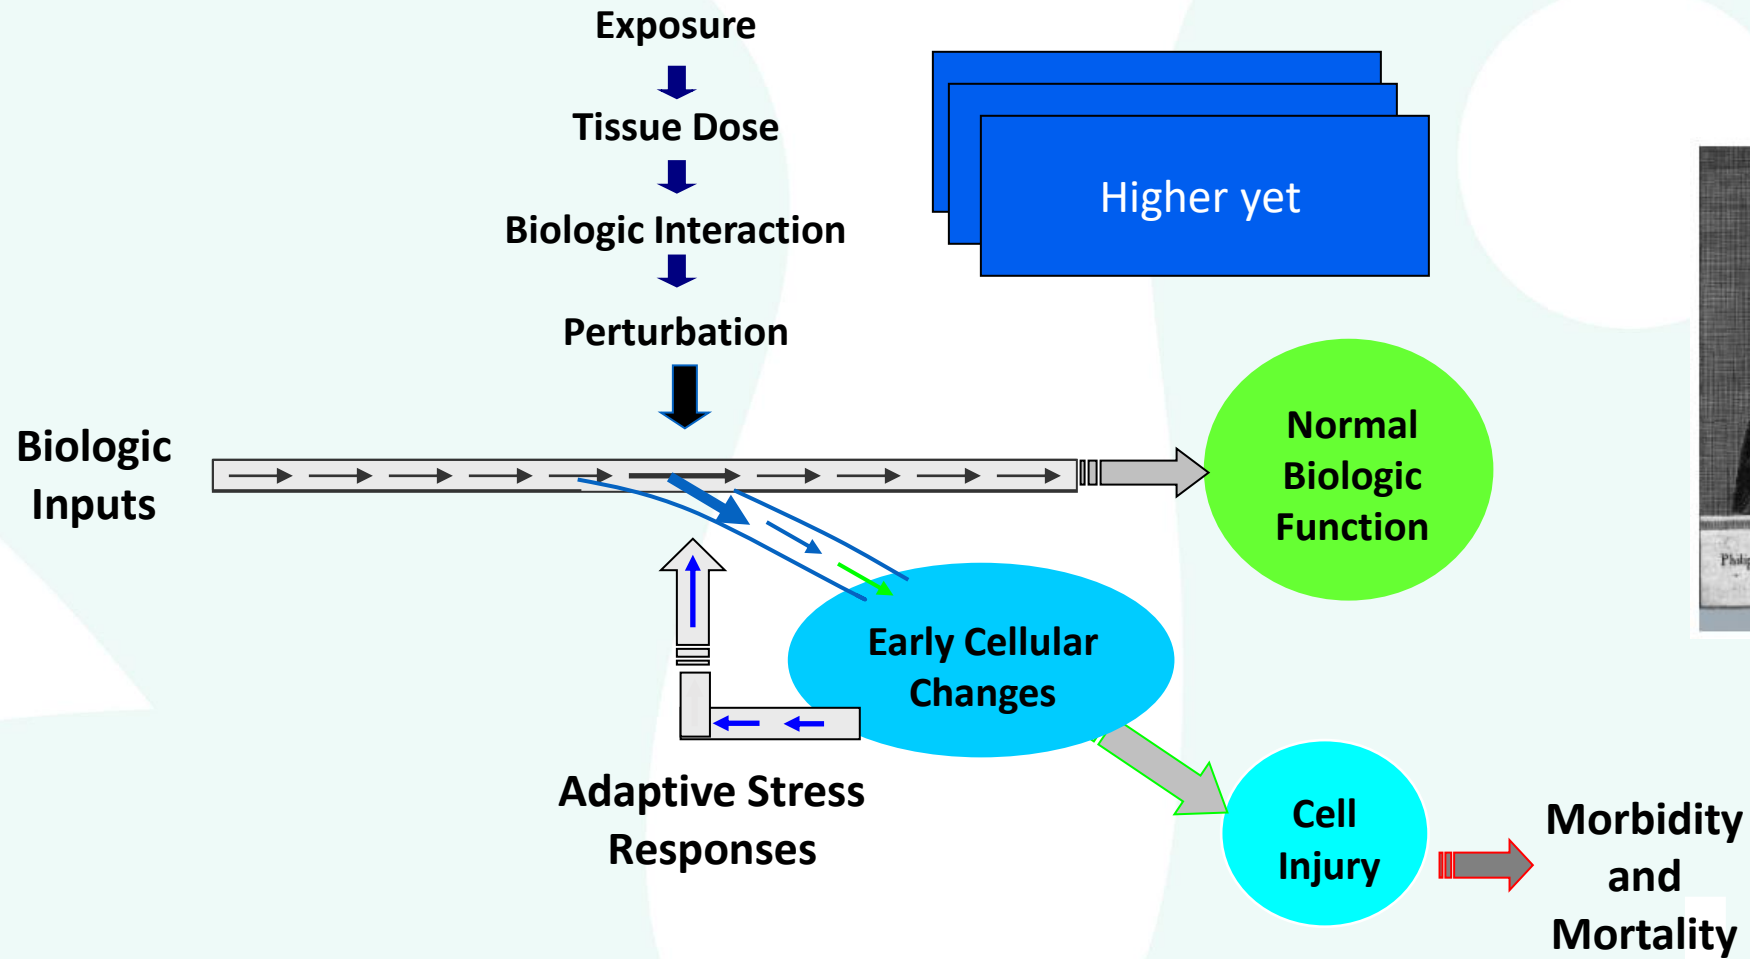 Exposure
Tissue Dose
Biologic Interaction
Perturbation
Higher yet
Biologic
Inputs
Normal
Biologic
Function
Early Cellular
Changes
Adaptive Stress
Responses
Cell
Injury
Morbidity
and
Mortality